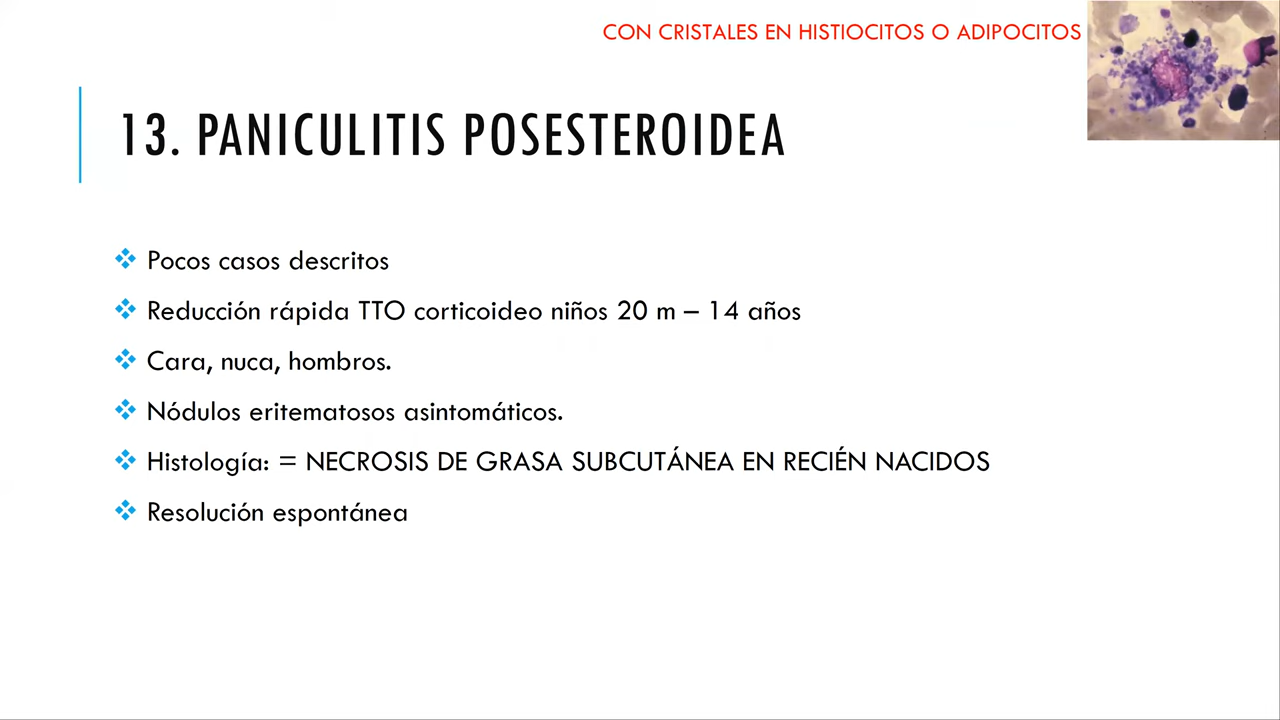 CON CRISTALES EN HISTIOCITOS O ADIPOCITOS
13. PANICULITIS POSESTEROIDEA
Pocos casos descritos
Reducción rápida TTO corticoideo niños 20 m – 14 años
Cara, nuca, hombros.
Nódulos eritematosos asintomáticos.
Histología: = NECROSIS DE GRASA SUBCUTÁNEA EN RECIÉN NACIDOS
Resolución espontánea